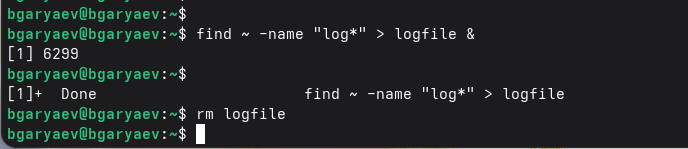 bgaryaev@bgaryaev:~$
bgaryaev@bgaryaev:~$ find ~ -name "log*" > logfile &
[1] 6299
bgaryaev@bgaryaev:~$
[1]+  Done                    find ~ -name "log*" > logfile
bgaryaev@bgaryaev:~$ rm logfile
bgaryaev@bgaryaev:~$